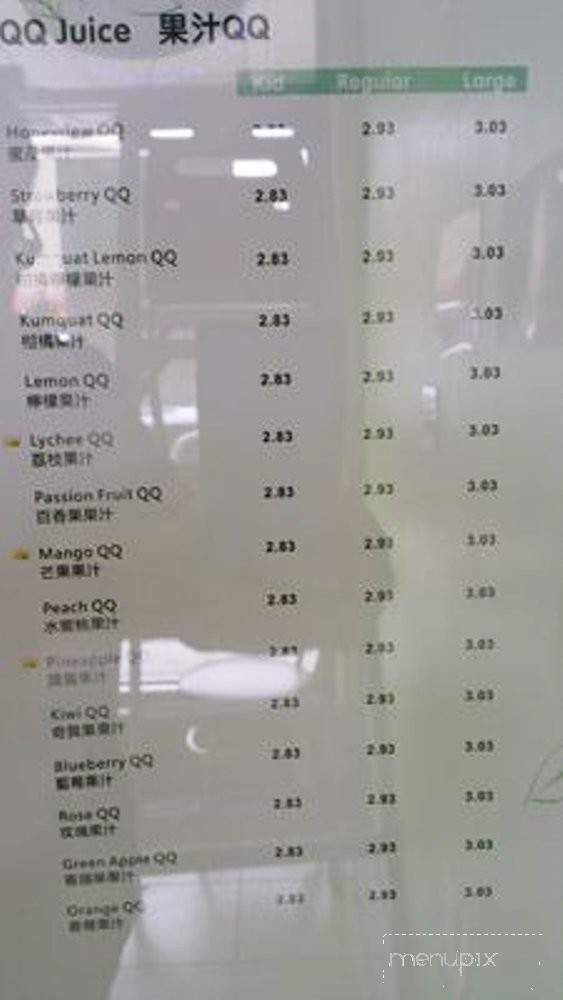 QQ Juice 果汁QQ
Kid Regular Large
QQ 2.93 3.03
Strawberry QQ 2.83 2.93 3.03
Kumquat Lemon QQ 2.83 2.93 3.03
Kumquat QQ 2.83 2.93 3.03
柑橘果汁
Lemon QQ 2.83 2.93 3.03
檸檬果汁
Lychee QQ 2.83 2.93 3.03
荔枝果汁
Passion Fruit QQ 2.83 2.93 3.03
百香果果汁
Mango QQ 2.83 2.93 3.03
芒果果汁
Peach QQ 2.83 2.93 3.03
水蜜桃果汁
Pineapple 2.93 3.03
Kiwi QQ 2.83 2.93 3.03
奇異果果汁
Blueberry QQ 2.83 2.93 3.03
藍莓果汁
Rose QQ 2.83 2.93 3.03
玫瑰果汁
Green Apple QQ 2.83 2.93 3.03
Orange QQ 2.83 2.93 3.03
menupix